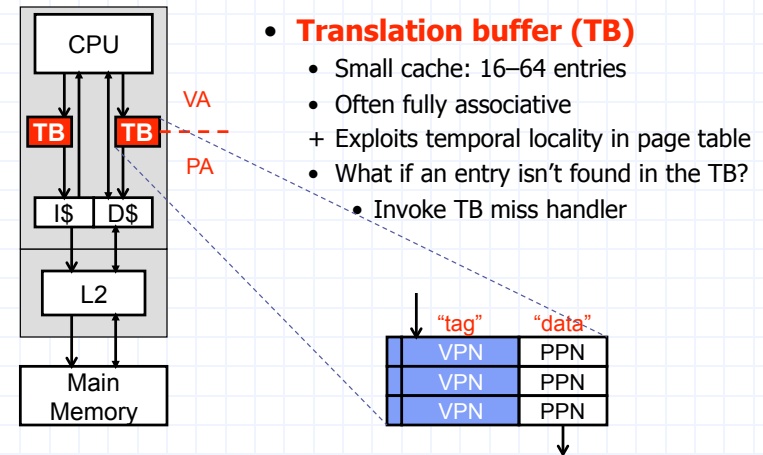 CPU
TB
TB
VA
PA
I$
D$
L2
Main
Memory
• Translation buffer (TB)
• Small cache: 16–64 entries
• Often fully associative
+ Exploits temporal locality in page table
• What if an entry isn’t found in the TB?
• Invoke TB miss handler
“tag” “data”
VPN PPN
VPN PPN
VPN PPN